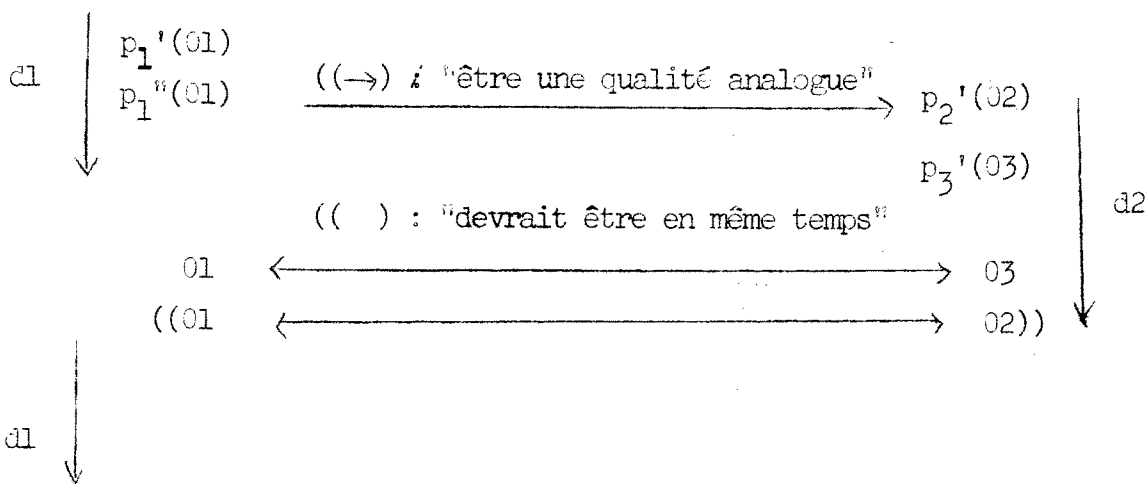 p₁'(01)
d1 p₁"(01) ((→) : "être une qualité analogue" p₂'(02)
p₃'(03)
d2
(( ) : "devrait être en même temps"
01 ←→ 03
((01 ←→ 02))
d1